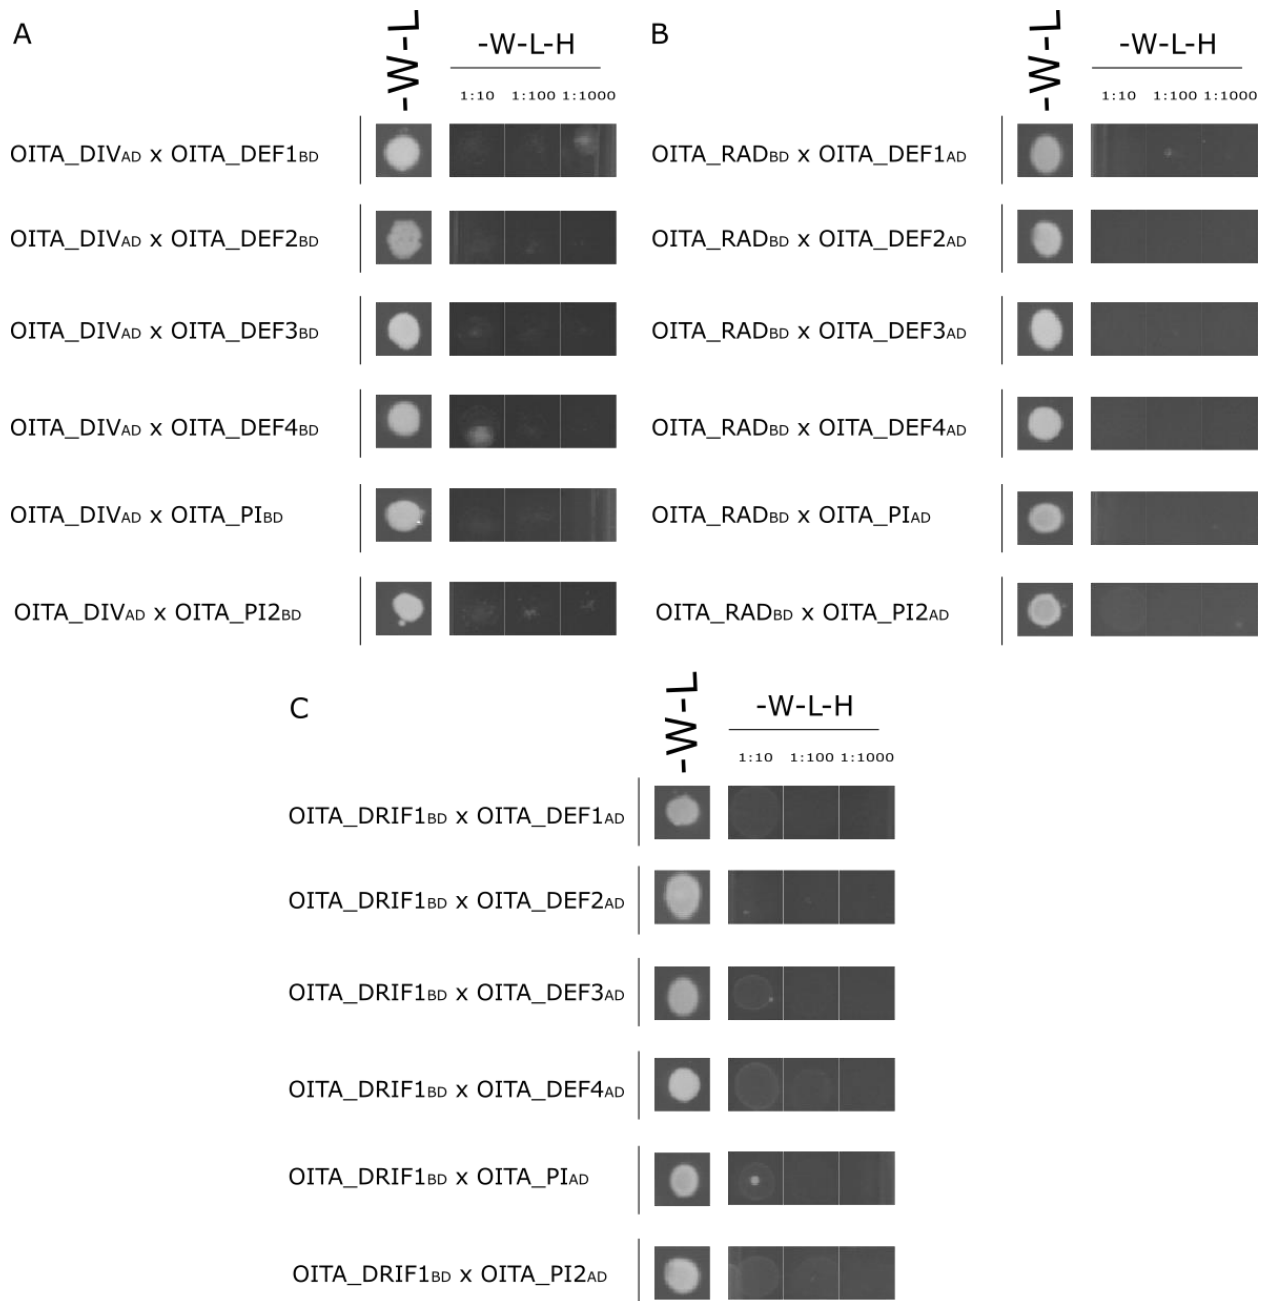 A
-W-L
-W-L-H
1:10 1:100 1:1000
OITA_DIVAD x OITA_DEF1BD
OITA_DIVAD x OITA_DEF2BD
OITA_DIVAD x OITA_DEF3BD
OITA_DIVAD x OITA_DEF4BD
OITA_DIVAD x OITA_PIBD
OITA_DIVAD x OITA_PI2BD
B
-W-L
-W-L-H
1:10 1:100 1:1000
OITA_RADBD x OITA_DEF1AD
OITA_RADBD x OITA_DEF2AD
OITA_RADBD x OITA_DEF3AD
OITA_RADBD x OITA_DEF4AD
OITA_RADBD x OITA_PIAD
OITA_RADBD x OITA_PI2AD
C
-W-L
-W-L-H
1:10 1:100 1:1000
OITA_DRIF1BD x OITA_DEF1AD
OITA_DRIF1BD x OITA_DEF2AD
OITA_DRIF1BD x OITA_DEF3AD
OITA_DRIF1BD x OITA_DEF4AD
OITA_DRIF1BD x OITA_PIAD
OITA_DRIF1BD x OITA_PI2AD